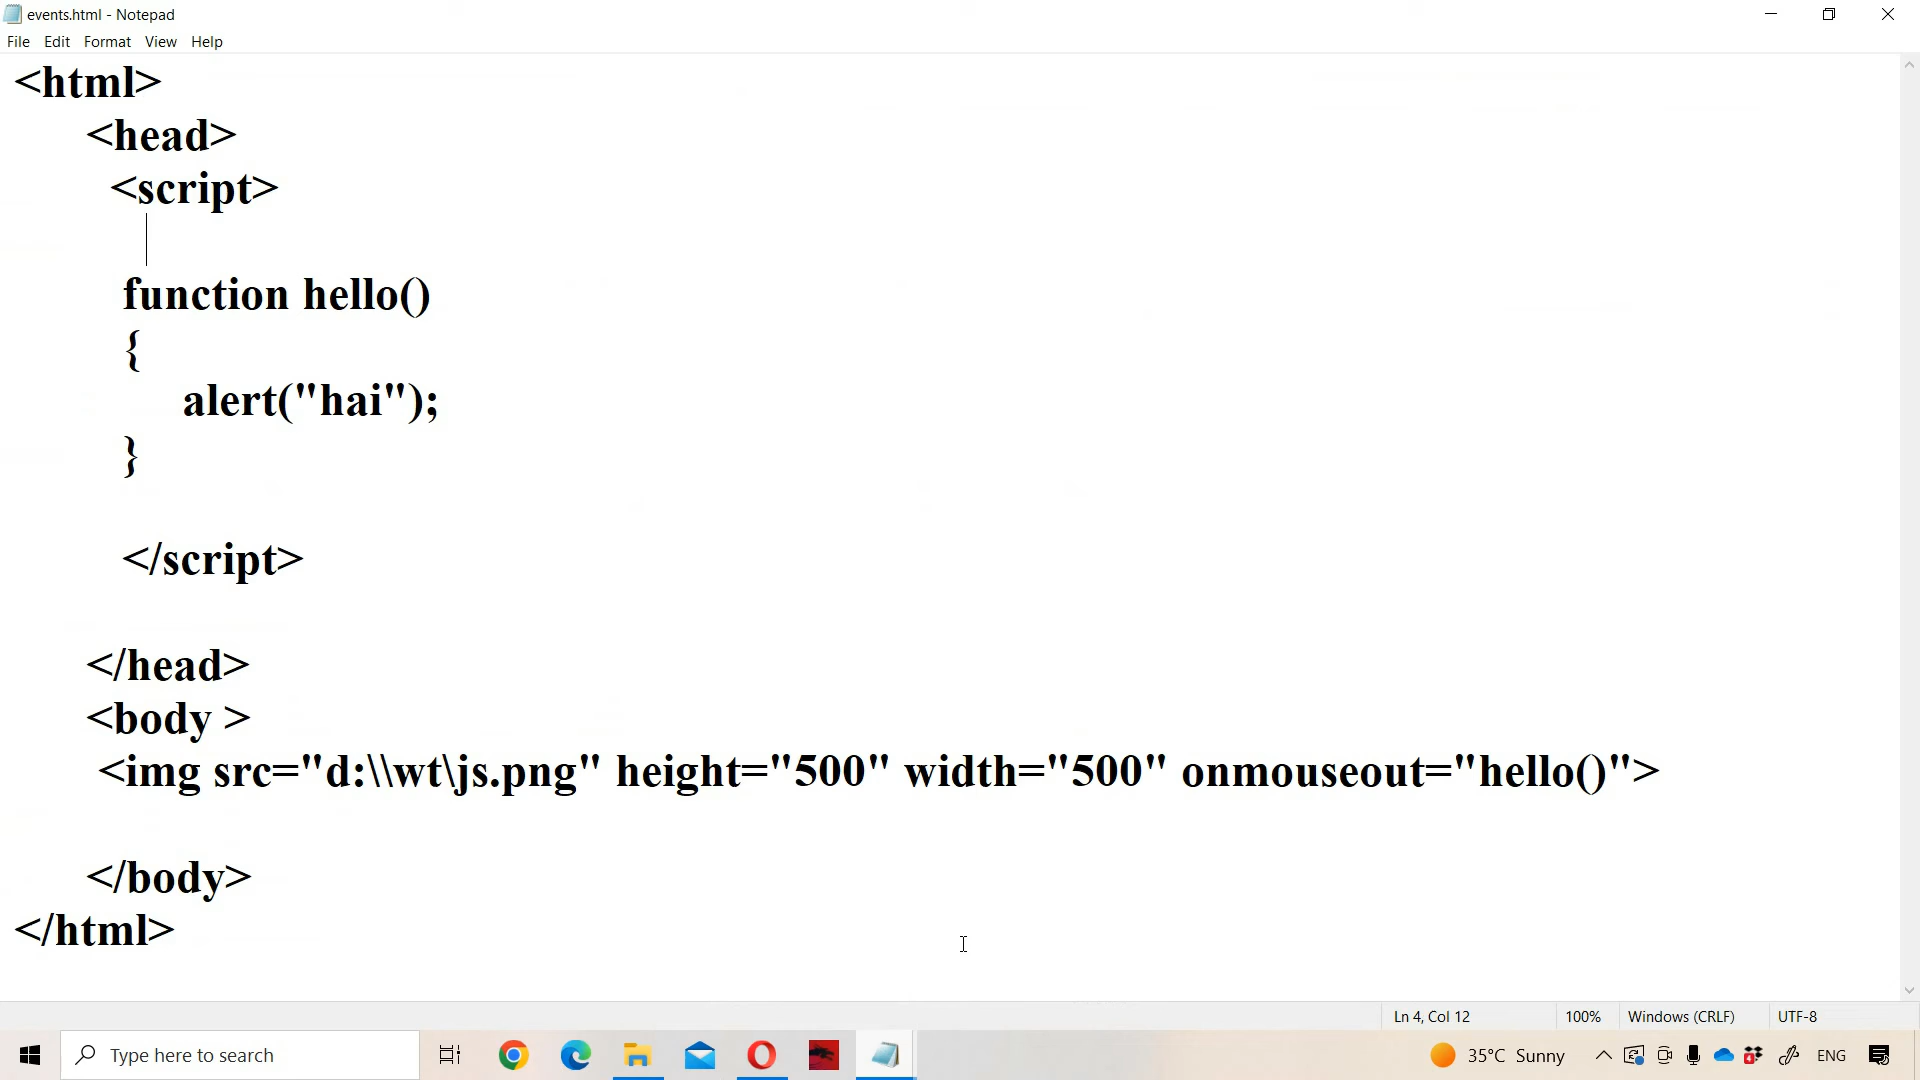 events.html - Notepad
File Edit Format View Help
<html>
<head>
<script>
function hello()
{
alert("hai");
}
</script>
</head>
<body >
<img src="d:\\wt\js.png" height="500" width="500" onmouseout="hello()">
</body>
</html>
Ln 4, Col 12 100% Windows (CRLF) UTF-8
Type here to search 35°C Sunny 4 ENG